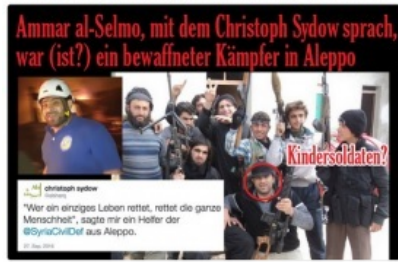 Ammar al-Selmo, mit dem Christoph Sydow sprach,
war (ist?) ein bewaffneter Kämpfer in Aleppo
Kindersoldaten?
christoph sydow
"Wer ein einziges Leben rettet, rettet die ganze
Menschheit", sagte mir ein Helfer der
@SyriaCivilDef aus Aleppo.